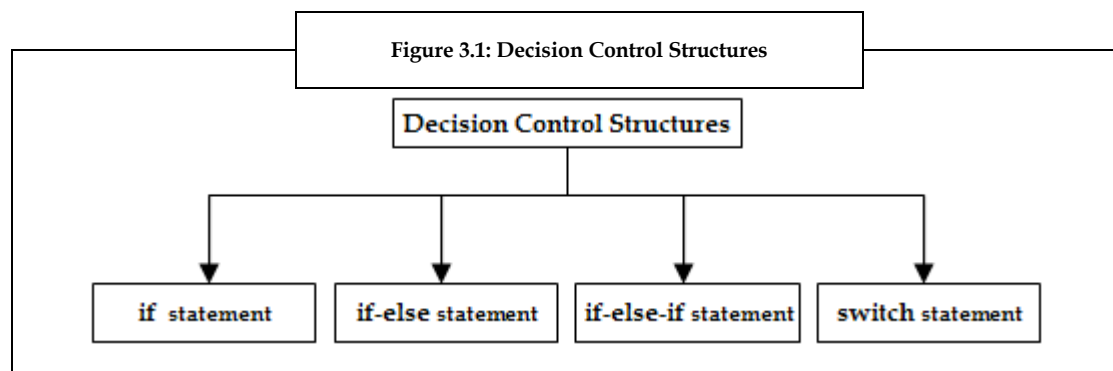 Figure 3.1: Decision Control Structures
Decision Control Structures
if statement
if-else statement
if-else-if statement
switch statement